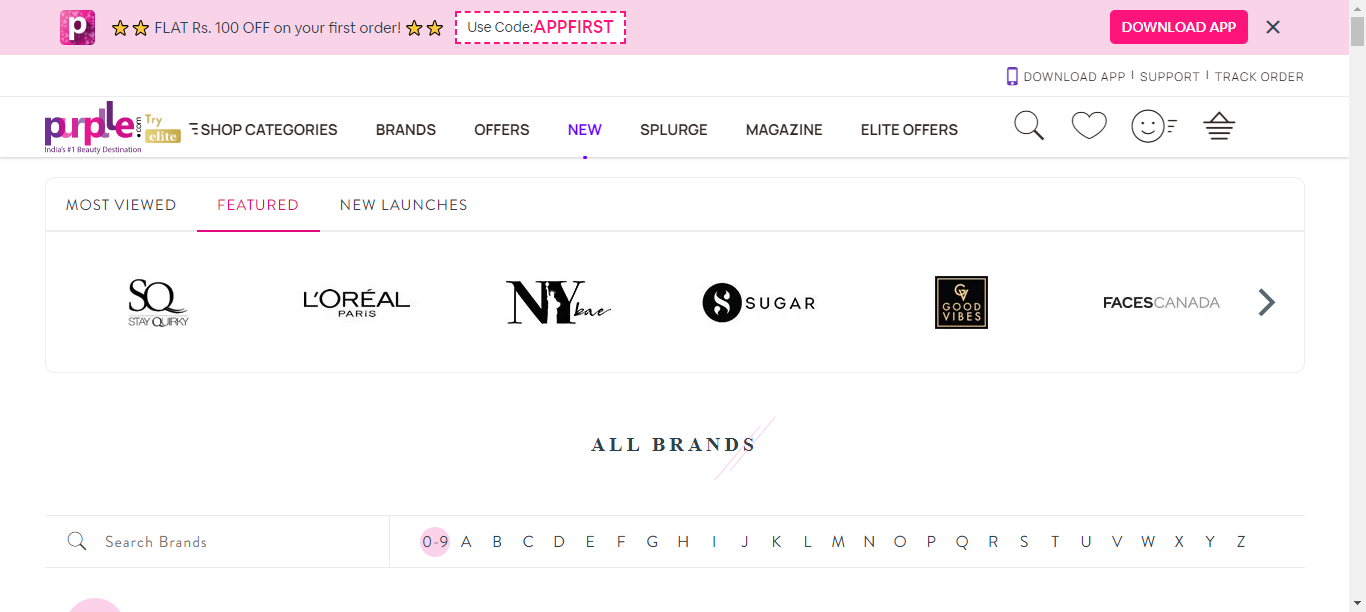 p
FLAT Rs. 100 OFF on your first order!
Use Code:APPFIRST
DOWNLOAD APP
DOWNLOAD APP
SUPPORT
TRACK ORDER
purplle.com
India's #1 Beauty Destination
Try
elite
SHOP CATEGORIES
BRANDS
OFFERS
NEW
SPLURGE
MAGAZINE
ELITE OFFERS
MOST VIEWED
FEATURED
NEW LAUNCHES
SQ
STAY QUIRKY
L'ORÉAL
PARIS
NY bae
SUGAR
GV
GOOD
VIBES
FACESCANADA
ALL BRANDS
Search Brands
0-9 A B C D E F G H I J K L M N O P Q R S T U V W X Y Z